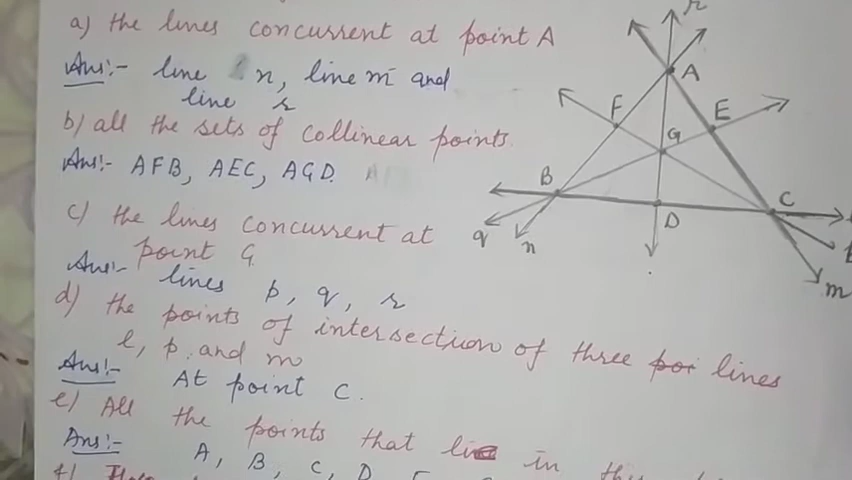 a) the lines concurrent at point A
Ans:- line n, line m and
line r
b) all the sets of collinear points.
Ans:- AFB, AEC, AGD.
c) the lines concurrent at
point G.
Ans:- lines p, q, r
d) the points of intersection of three lines
l, p and m
Ans:- At point C.
e) All the points that lie in this
Ans:- A, B, C, D,
f)
r
A
F
E
G
B
C
D
q
n
m